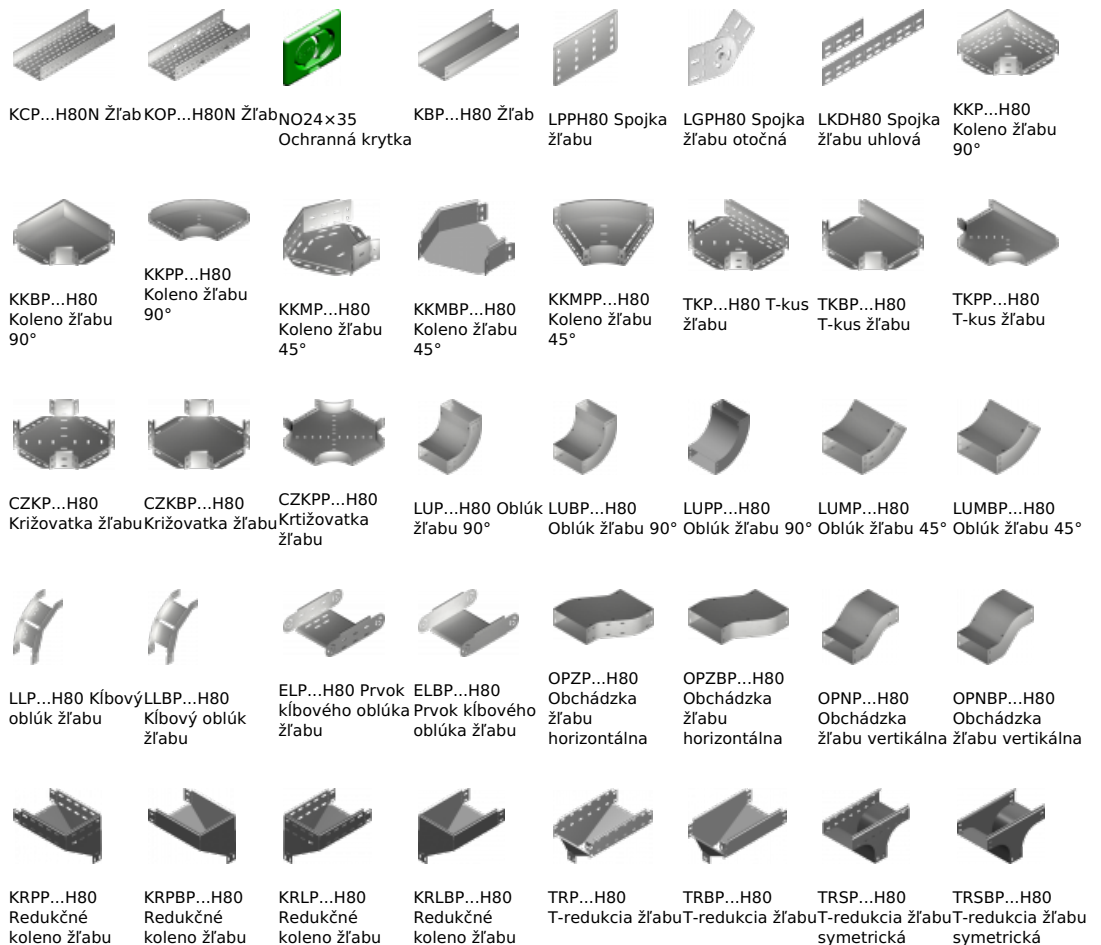 KCP...H80N Žľab
KOP...H80N Žľab
NO24×35
Ochranná krytka
KBP...H80 Žľab
LPPH80 Spojka
žľabu
LGPH80 Spojka
žľabu otočná
LKDH80 Spojka
žľabu uhlová
KKP...H80
Koleno žľabu
90°
KKBP...H80
Koleno žľabu
90°
KKPP...H80
Koleno žľabu
90°
KKMP...H80
Koleno žľabu
45°
KKMBP...H80
Koleno žľabu
45°
KKMPP...H80
Koleno žľabu
45°
TKP...H80 T-kus
žľabu
TKBP...H80
T-kus žľabu
TKPP...H80
T-kus žľabu
CZKP...H80
Križovatka žľabu
CZKBP...H80
Križovatka žľabu
CZKPP...H80
Krtižovatka
žľabu
LUP...H80 Oblúk
žľabu 90°
LUBP...H80
Oblúk žľabu 90°
LUPP...H80
Oblúk žľabu 90°
LUMP...H80
Oblúk žľabu 45°
LUMBP...H80
Oblúk žľabu 45°
LLP...H80 Kĺbový
oblúk žľabu
LLBP...H80
Kĺbový oblúk
žľabu
ELP...H80 Prvok
kĺbového oblúka
žľabu
ELBP...H80
Prvok kĺbového
oblúka žľabu
OPZP...H80
Obchádzka
žľabu
horizontálna
OPZBP...H80
Obchádzka
žľabu
horizontálna
OPNP...H80
Obchádzka
žľabu vertikálna
OPNBP...H80
Obchádzka
žľabu vertikálna
KRPP...H80
Redukčné
koleno žľabu
KRPBP...H80
Redukčné
koleno žľabu
KRLP...H80
Redukčné
koleno žľabu
KRLBP...H80
Redukčné
koleno žľabu
TRP...H80
T-redukcia žľabu
TRBP...H80
T-redukcia žľabu
TRSP...H80
T-redukcia žľabu
symetrická
TRSBP...H80
T-redukcia žľabu
symetrická